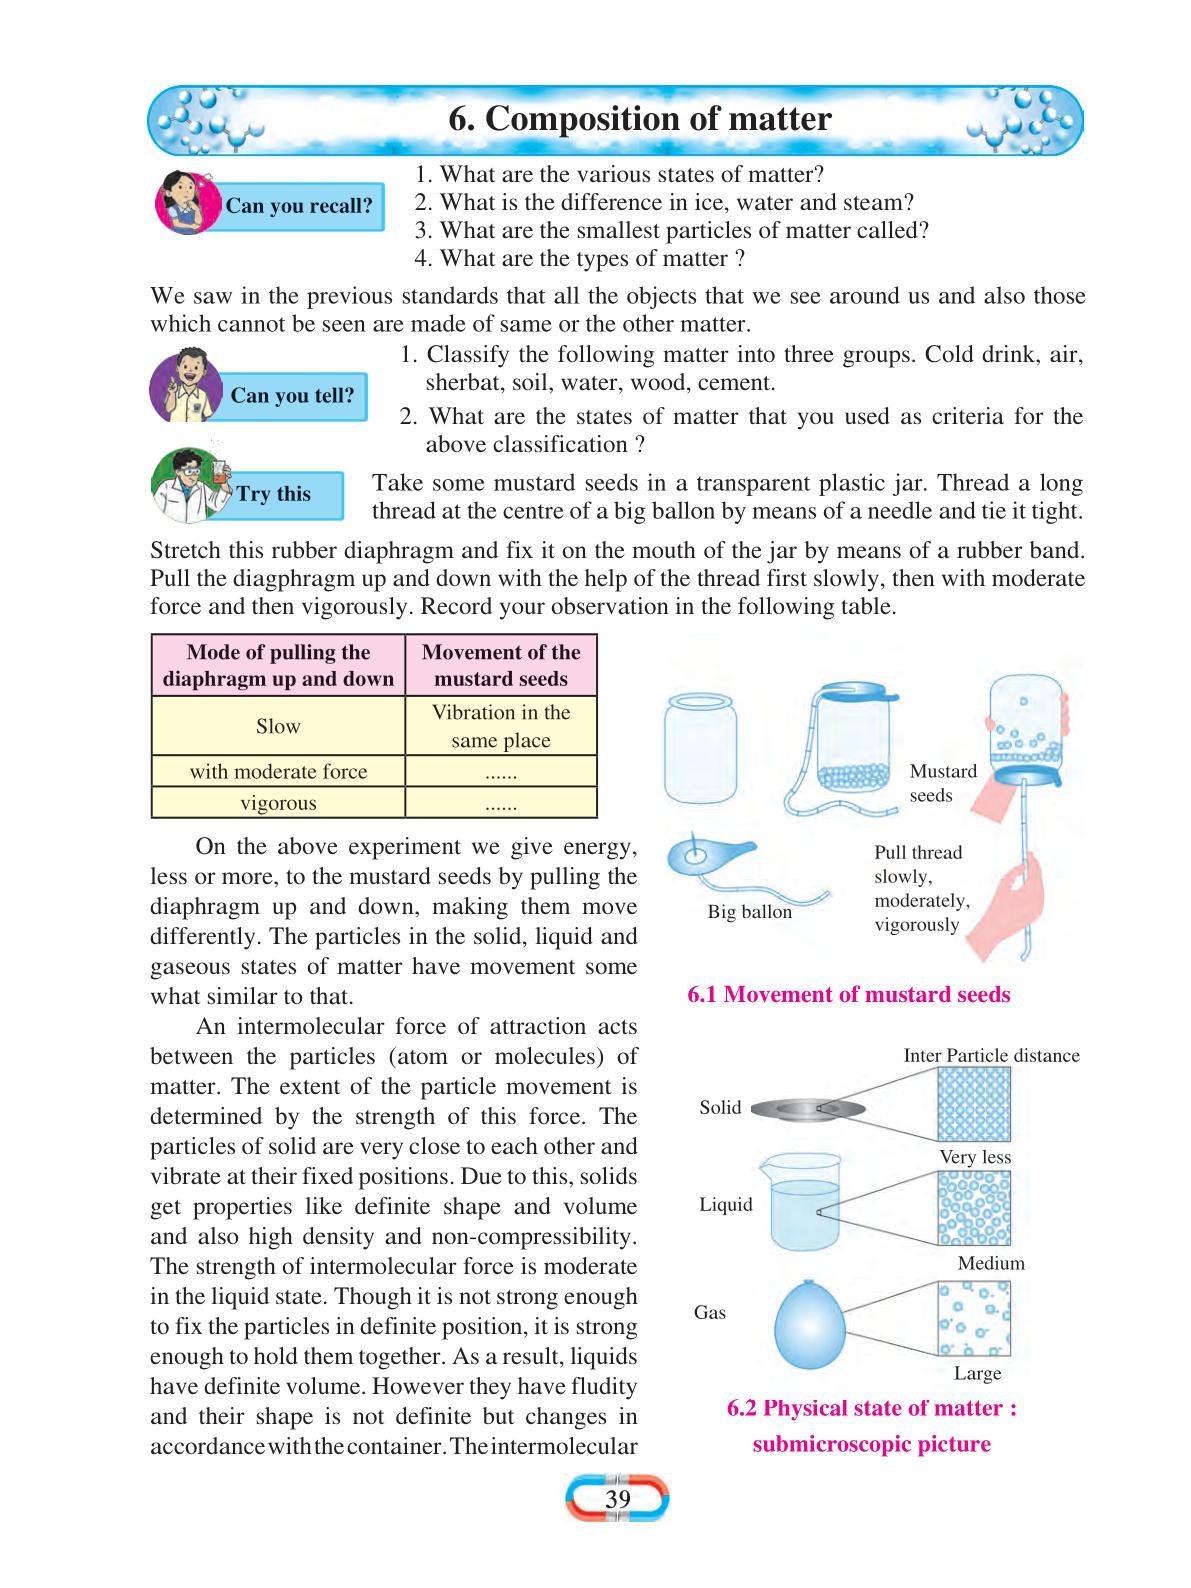 6. Composition of matter
Can you recall?
1. What are the various states of matter?
2. What is the difference in ice, water and steam?
3. What are the smallest particles of matter called?
4. What are the types of matter ?
We saw in the previous standards that all the objects that we see around us and also those
which cannot be seen are made of same or the other matter.
Can you tell?
1. Classify the following matter into three groups. Cold drink, air,
sherbat, soil, water, wood, cement.
2. What are the states of matter that you used as criteria for the
above classification ?
Try this
Take some mustard seeds in a transparent plastic jar. Thread a long
thread at the centre of a big ballon by means of a needle and tie it tight.
Stretch this rubber diaphragm and fix it on the mouth of the jar by means of a rubber band.
Pull the diagphragm up and down with the help of the thread first slowly, then with moderate
force and then vigorously. Record your observation in the following table.
Mode of pulling the
diaphragm up and down
Movement of the
mustard seeds
Slow
Vibration in the
same place
with moderate force
......
vigorous
......
On the above experiment we give energy,
less or more, to the mustard seeds by pulling the
diaphragm up and down, making them move
differently. The particles in the solid, liquid and
gaseous states of matter have movement some
what similar to that.
An intermolecular force of attraction acts
between the particles (atom or molecules) of
matter. The extent of the particle movement is
determined by the strength of this force. The
particles of solid are very close to each other and
vibrate at their fixed positions. Due to this, solids
get properties like definite shape and volume
and also high density and non-compressibility.
The strength of intermolecular force is moderate
in the liquid state. Though it is not strong enough
to fix the particles in definite position, it is strong
enough to hold them together. As a result, liquids
have definite volume. However they have fludity
and their shape is not definite but changes in
accordance with the container. The intermolecular
Mustard
seeds
Big ballon
Pull thread
slowly,
moderately,
vigorously
6.1 Movement of mustard seeds
Inter Particle distance
Solid
Very less
Liquid
Medium
Gas
Large
6.2 Physical state of matter :
submicroscopic picture
39